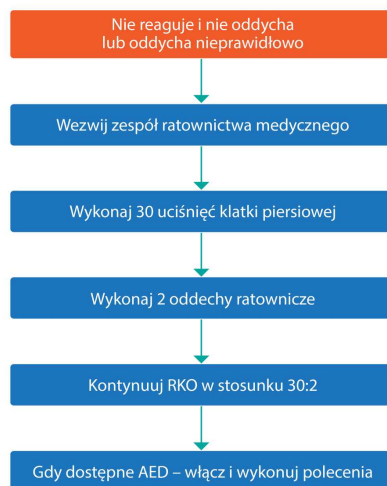 Nie reaguje i nie oddycha
lub oddycha nieprawidłowo
Wezwij zespół ratownictwa medycznego
Wykonaj 30 uciśnięć klatki piersiowej
Wykonaj 2 oddechy ratownicze
Kontynuuj RKO w stosunku 30:2
Gdy dostępne AED – włącz i wykonuj polecenia